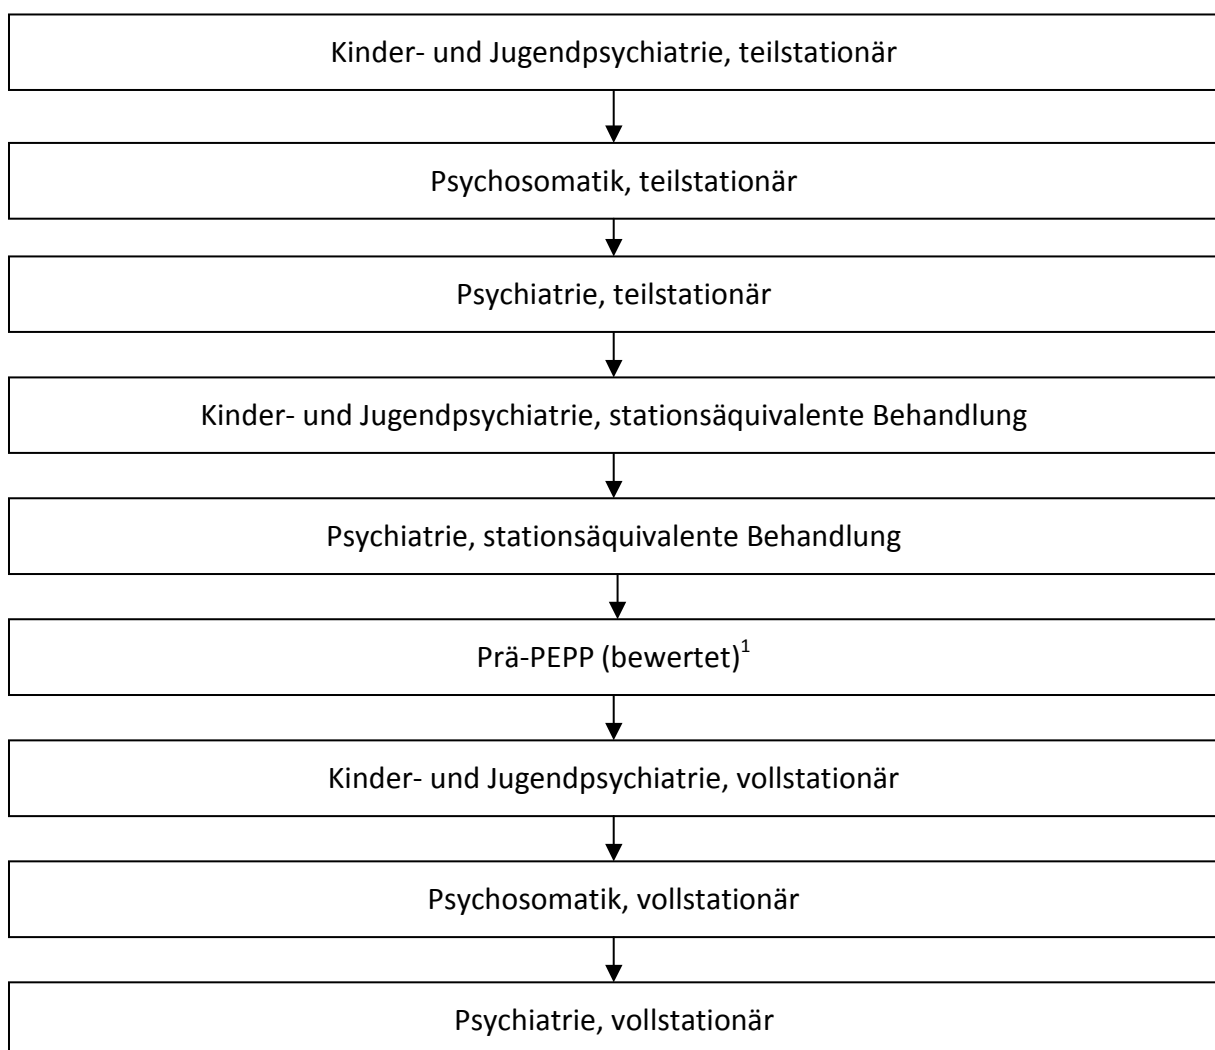 Kinder- und Jugendpsychiatrie, teilstationär
Psychosomatik, teilstationär
Psychiatrie, teilstationär
Kinder- und Jugendpsychiatrie, stationsäquivalente Behandlung
Psychiatrie, stationsäquivalente Behandlung
Prä-PEPP (bewertet)¹
Kinder- und Jugendpsychiatrie, vollstationär
Psychosomatik, vollstationär
Psychiatrie, vollstationär